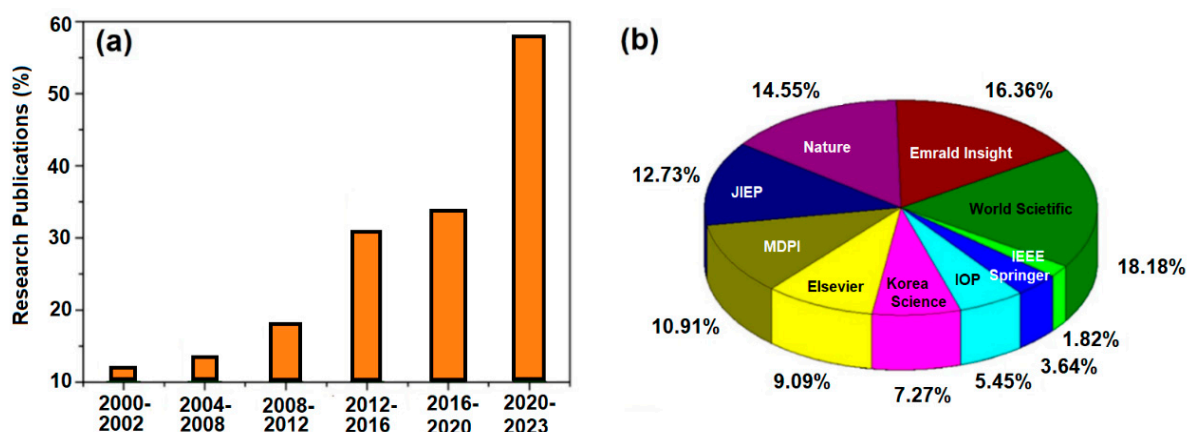 (a)
Research Publications (%)
60
50
40
30
20
10
2000-
2002
2004-
2008
2008-
2012
2012-
2016
2016-
2020
2020-
2023
(b)
14.55%
16.36%
12.73%
18.18%
10.91%
1.82%
3.64%
9.09%
7.27%
5.45%
Nature
Emrald Insight
JIEP
World Scietific
MDPI
IEEE
Springer
Elsevier
Korea
Science
IOP